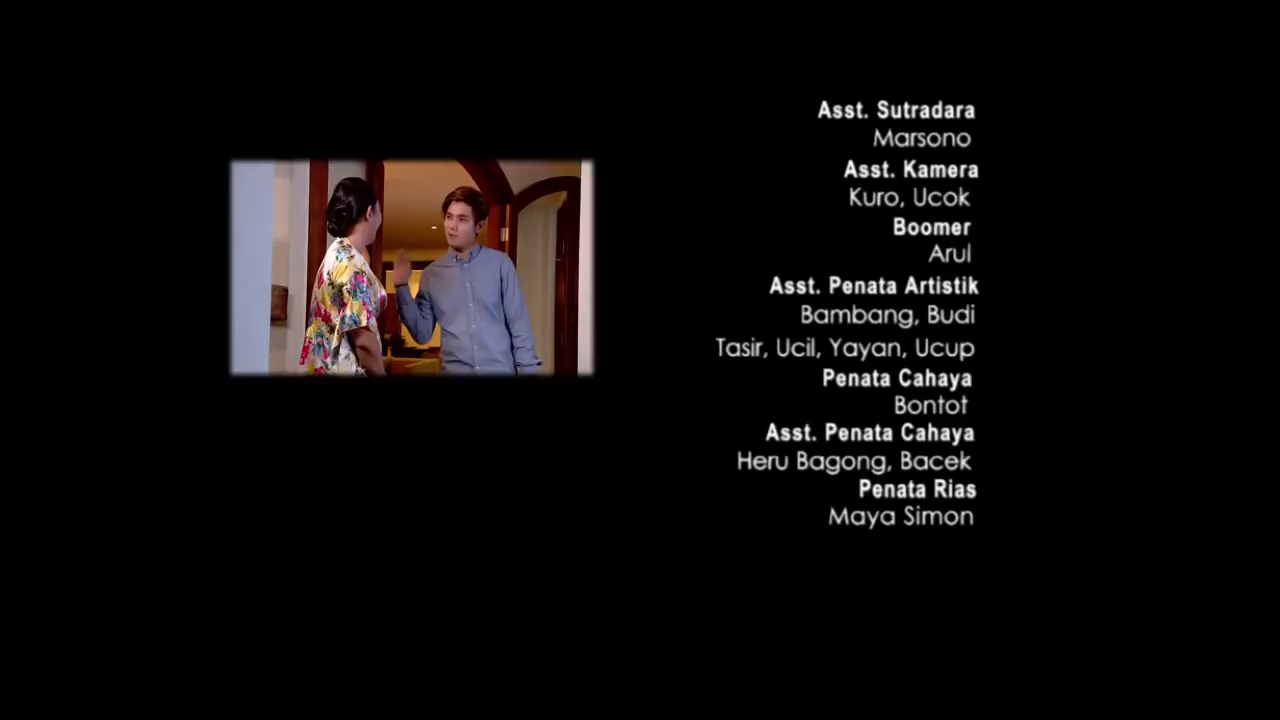 Asst. Sutradara
Marsono
Asst. Kamera
Kuro, Ucok
Boomer
Arul
Asst. Penata Artistik
Bambang, Budi
Tasir, Ucil, Yayan, Ucup
Penata Cahaya
Bontot
Asst. Penata Cahaya
Heru Bagong, Bacek
Penata Rias
Maya Simon